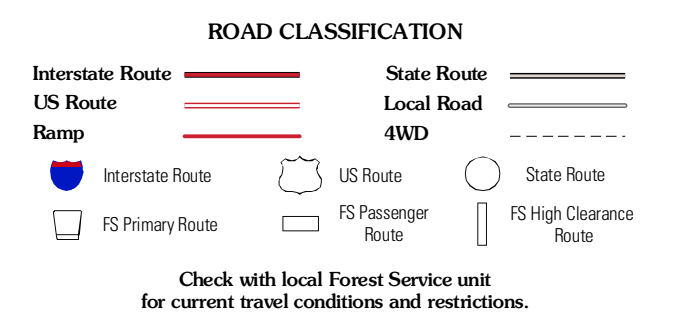 ROAD CLASSIFICATION
Interstate Route
State Route
US Route
Local Road
Ramp
4WD
Interstate Route
US Route
State Route
FS Primary Route
FS Passenger
Route
FS High Clearance
Route
Check with local Forest Service unit
for current travel conditions and restrictions.